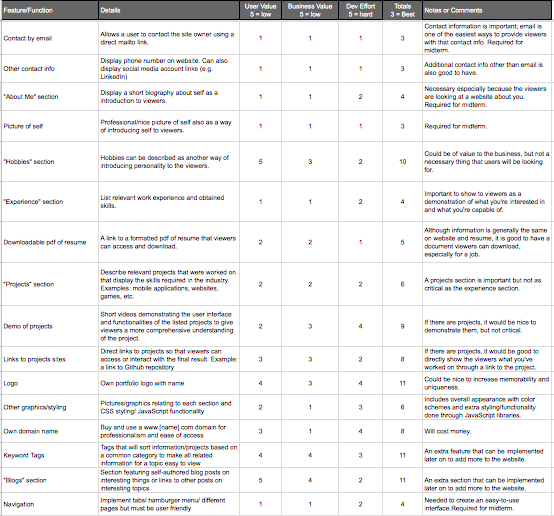 Feature/Function Details User Value Business Value Dev Effort Totals Notes or Comments
5 = low 5 = low 5 = hard 3 = Best
Contact by email
Allows a user to contact the site owner using a
direct mailto link.
1 1 1 3
Contact information is important; email is
one of the easiest ways to provide viewers
with that contact info. Required for
midterm.
Other contact info
Display phone number on website. Can also
display social media account links (e.g.
LinkedIn)
1 1 1 3
Additional contact info other than email is
also good to have.
"About Me" section
Display a short biography about self as a
introduction to viewers.
1 1 2 4
Necessary especially because the viewers
are looking at a website about you.
Required for midterm.
Picture of self
Professional/nice picture of self also as a way
of introducing self to viewers.
1 1 1 3
Required for midterm.
"Hobbies" section
Hobbies can be described as another way of
introducing personality to the viewers.
5 3 2 10
Could be of value to the business, but not a
necessary thing that users will be looking
for.
"Experience" section
List relevant work experience and obtained
skills.
1 1 2 4
Important to show to viewers as a
demonstration of what you're interested in
and what you're capable of.
Downloadable pdf of resume
A link to a formatted pdf of resume that viewers
can access and download.
2 2 1 5
Although information is generally the same
on website and resume, it is good to have a
document viewers can download,
especially for a job.
"Projects" section
Describe relevant projects that were worked on
that display the skills required in the industry.
Examples: mobile applications, websites,
games, etc.
2 2 2 6
A projects section is important but not as
critical as the experience section.
Demo of projects
Short videos demonstrating the user interface
and functionalities of the listed projects to give
viewers a more comprehensive understanding
of the project.
2 3 4 9
If there are projects, it would be nice to
demonstrate them, but not critical.
Links to projects sites
Direct links to projects so that viewers can
access or interact with the final result. Example:
a link to Github repository
3 3 2 8
If there are projects, it would be good to
directly show the viewers what you've
worked on through a link to the project.
Logo
Own portfolio logo with name
4 3 4 11
Could be nice to increase memorability and
uniqueness.
Other graphics/styling
Pictures/graphics relating to each section and
CSS styling/ JavaScript functionality
2 1 3 6
Includes overall appearance with color
schemes and extra styling/functionality
done through JavaScript libraries.
Own domain name
Buy and use a www.[name].com domain for
professionalism and ease of access
3 1 4 8
Will cost money.
Keyword Tags
Tags that will sort information/projects based on
a common category to make all related
information for a topic easy to view
4 4 3 11
An extra feature that can be implemented
later on to add more to the website.
"Blogs" section
Section featuring self-authored blog posts on
interesting things or links to other posts on
interesting topics
5 4 2 11
An extra section that can be implemented
later on to add more to the website.
Navigation
Implement tabs/ hamburger menu/ different
pages but must be user friendly
1 1 2 4
Needed to create an easy-to-use
interface.Required for midterm.